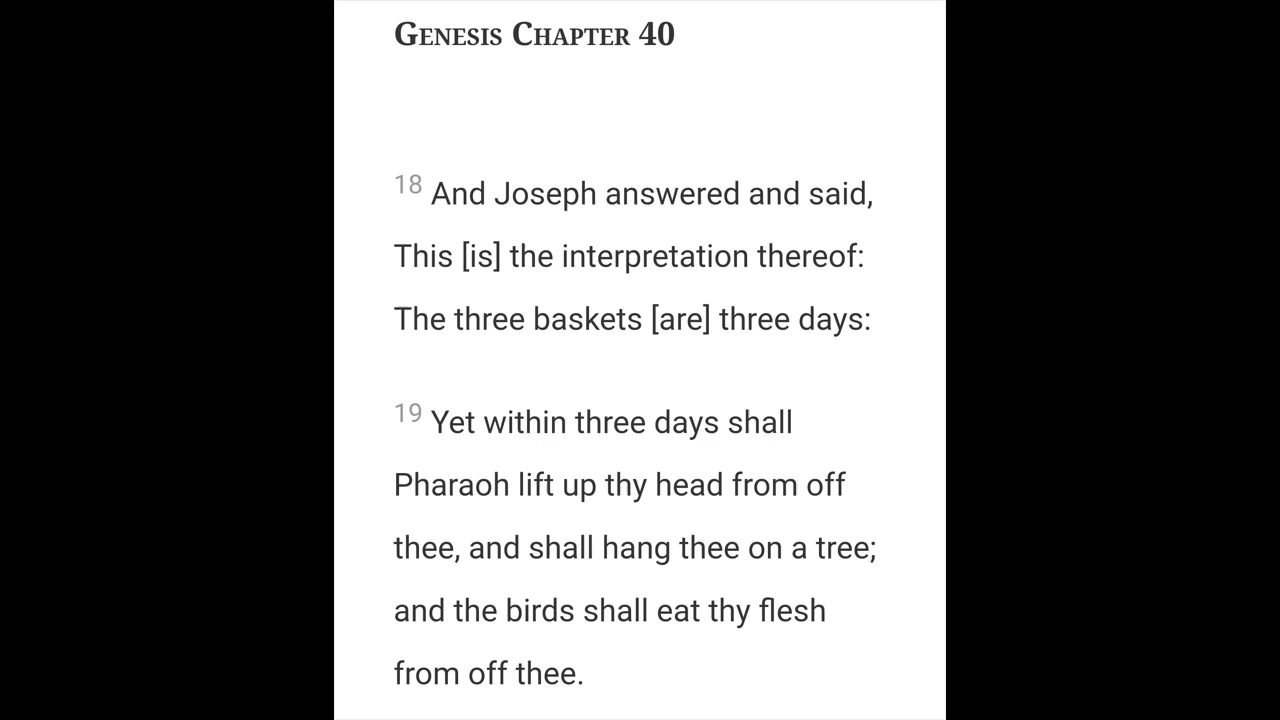 Genesis Chapter 40
18 And Joseph answered and said,
This [is] the interpretation thereof:
The three baskets [are] three days:
19 Yet within three days shall
Pharaoh lift up thy head from off
thee, and shall hang thee on a tree;
and the birds shall eat thy flesh
from off thee.